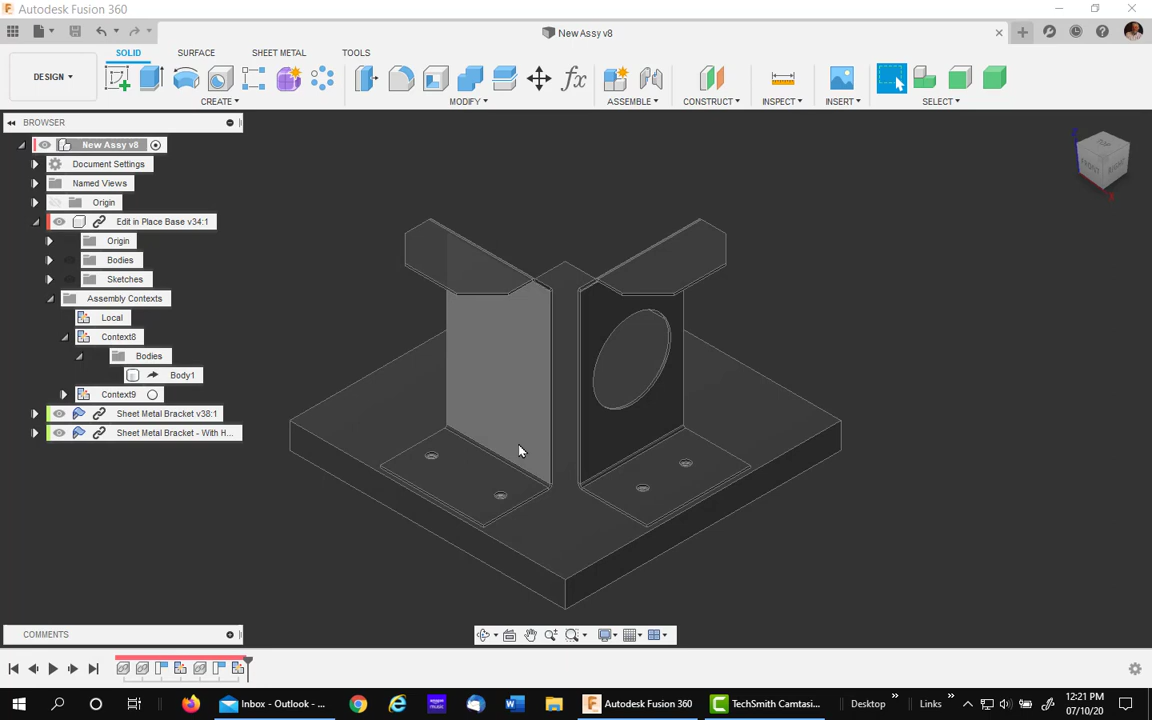 Autodesk Fusion 360
New Assy v8
DESIGN
SOLID
SURFACE
SHEET METAL
TOOLS
CREATE
MODIFY
ASSEMBLE
CONSTRUCT
INSPECT
INSERT
SELECT
BROWSER
New Assy v8
Document Settings
Named Views
Origin
Edit in Place Base v34:1
Origin
Bodies
Sketches
Assembly Contexts
Local
Context8
Bodies
Body1
Context9
Sheet Metal Bracket v38:1
Sheet Metal Bracket - With H...
TOP
FRONT
RIGHT
Z
X
COMMENTS
Inbox - Outlook - ...
Autodesk Fusion 360
TechSmith Camtasi...
Desktop
Links
12:21 PM
07/10/20